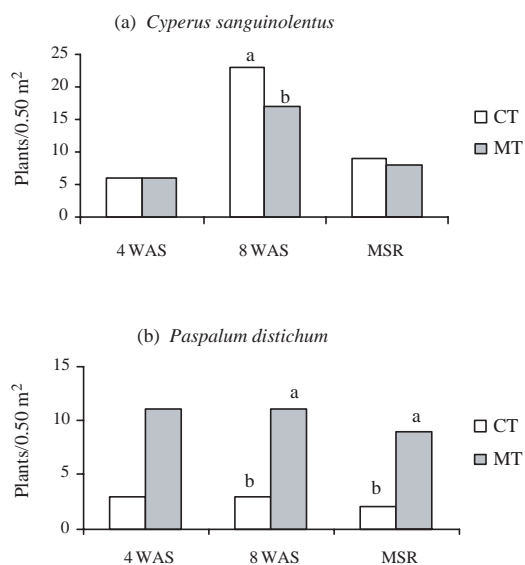 (a) Cyperus sanguinolentus
25
20
15
10
5
0
Plants/0.50 m²
a
b
CT
MT
4 WAS 8 WAS MSR
(b) Paspalum distichum
15
10
5
0
Plants/0.50 m²
a
a
b
b
CT
MT
4 WAS 8 WAS MSR